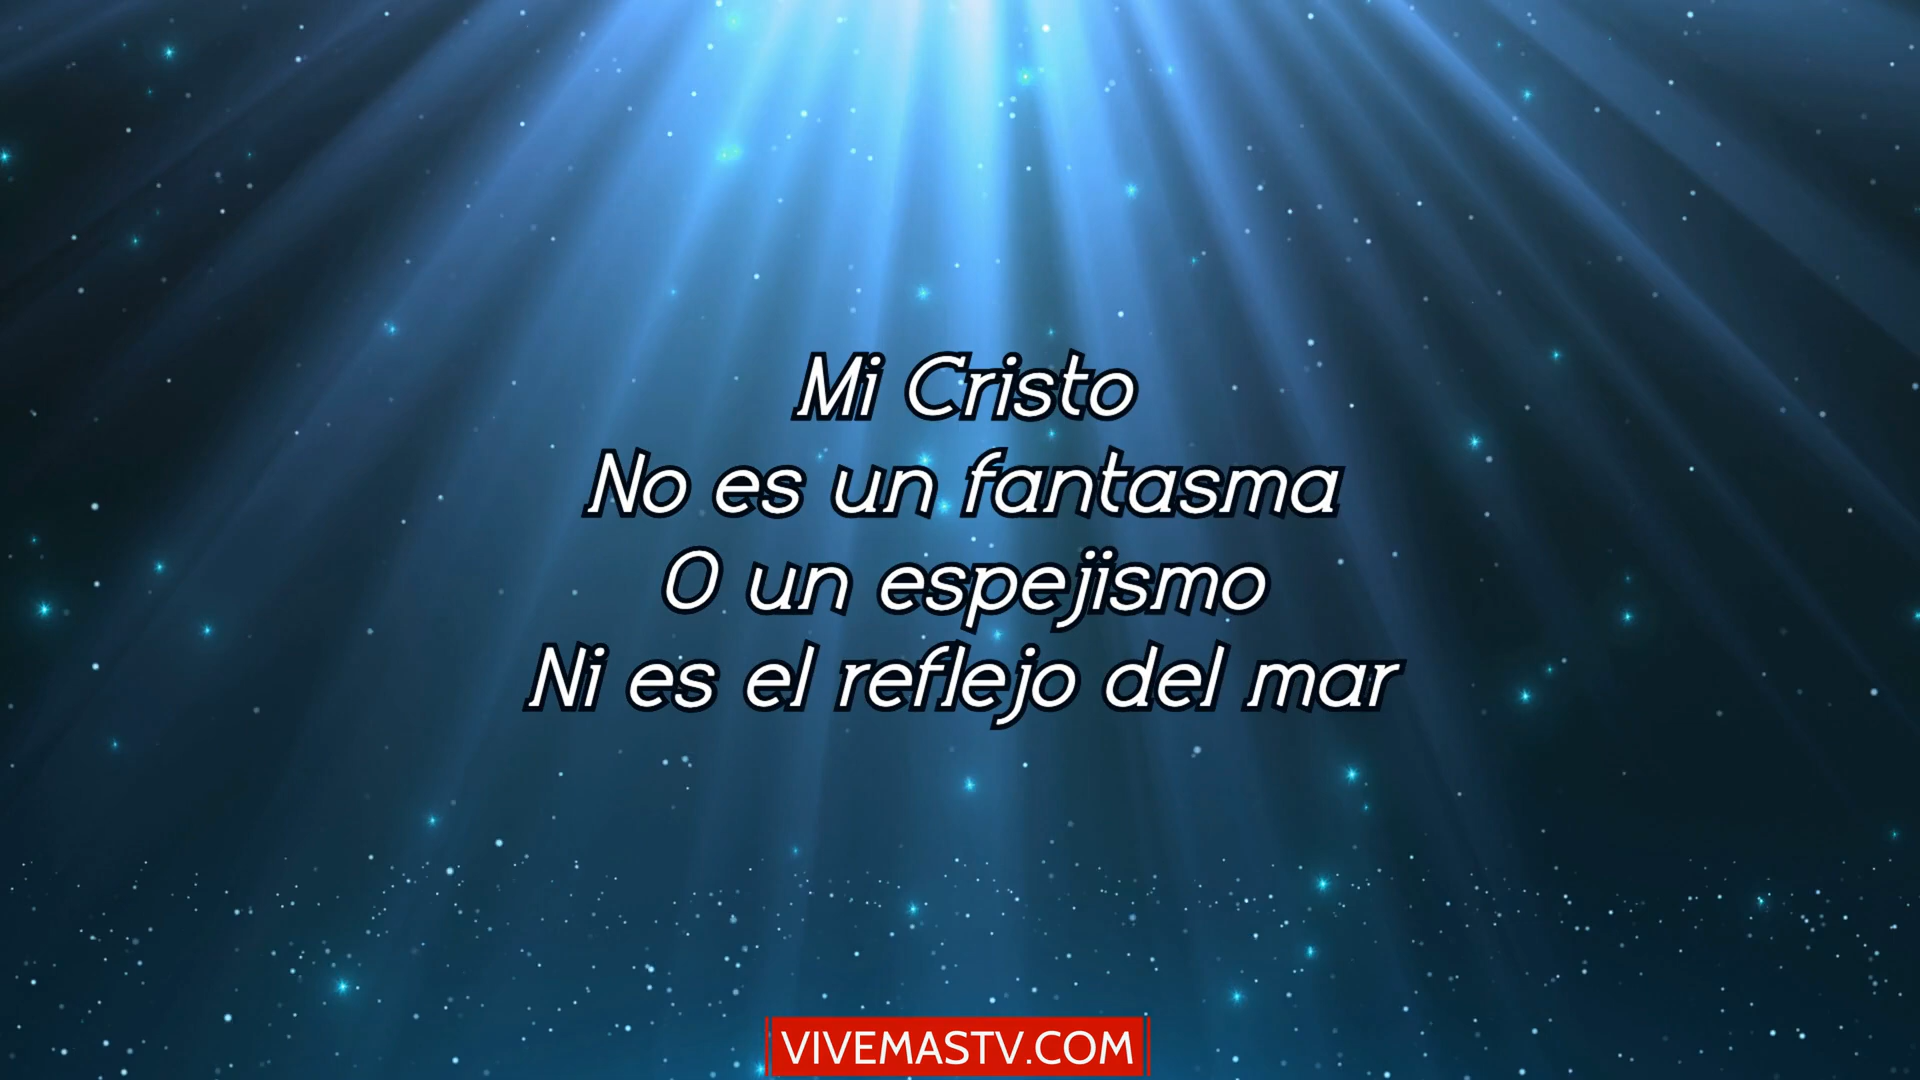 Mi Cristo
No es un fantasma
O un espejismo
Ni es el reflejo del mar
VIVEMASTV.COM